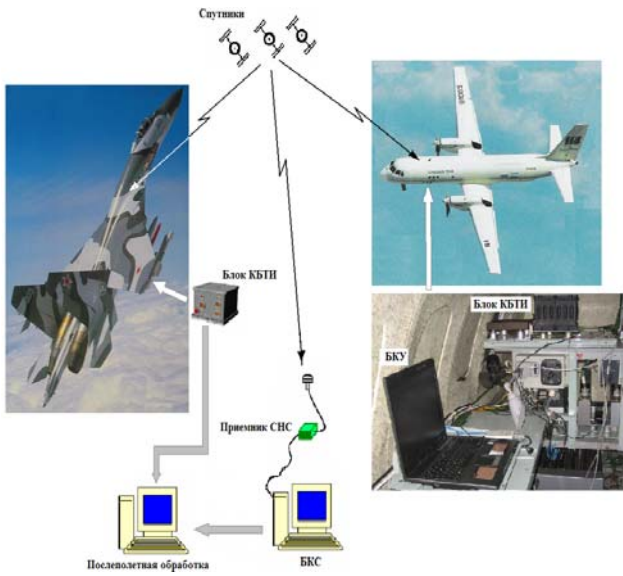 Спутники
Блок КБТИ
Блок КБТИ
БКУ
Приемник СНС
Послеполетная обработка
БКС